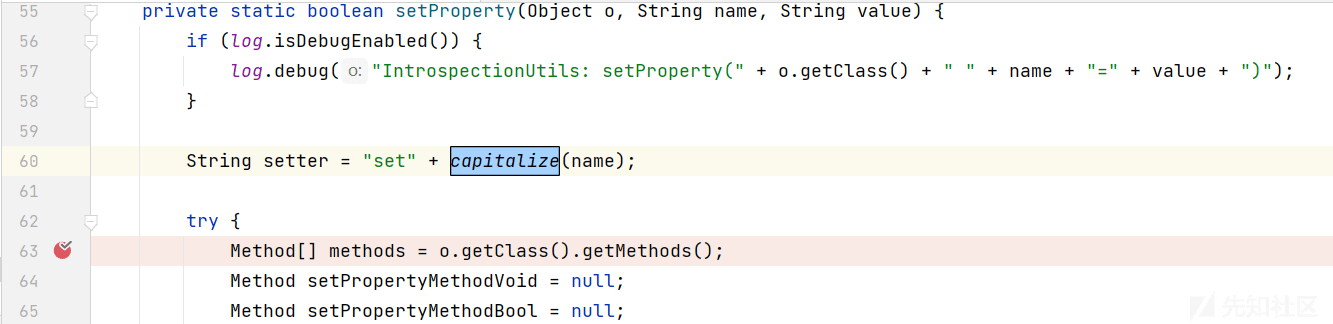 55 private static boolean setProperty(Object o, String name, String value) {
56 if (log.isDebugEnabled()) {
57 log.debug( o: "IntrospectionUtils: setProperty(" + o.getClass() + " " + name + "=" + value + ")");
58 }
59
60 String setter = "set" + capitalize(name);
61
62 try {
63 Method[] methods = o.getClass().getMethods();
64 Method setPropertyMethodVoid = null;
65 Method setPropertyMethodBool = null;
先知社区